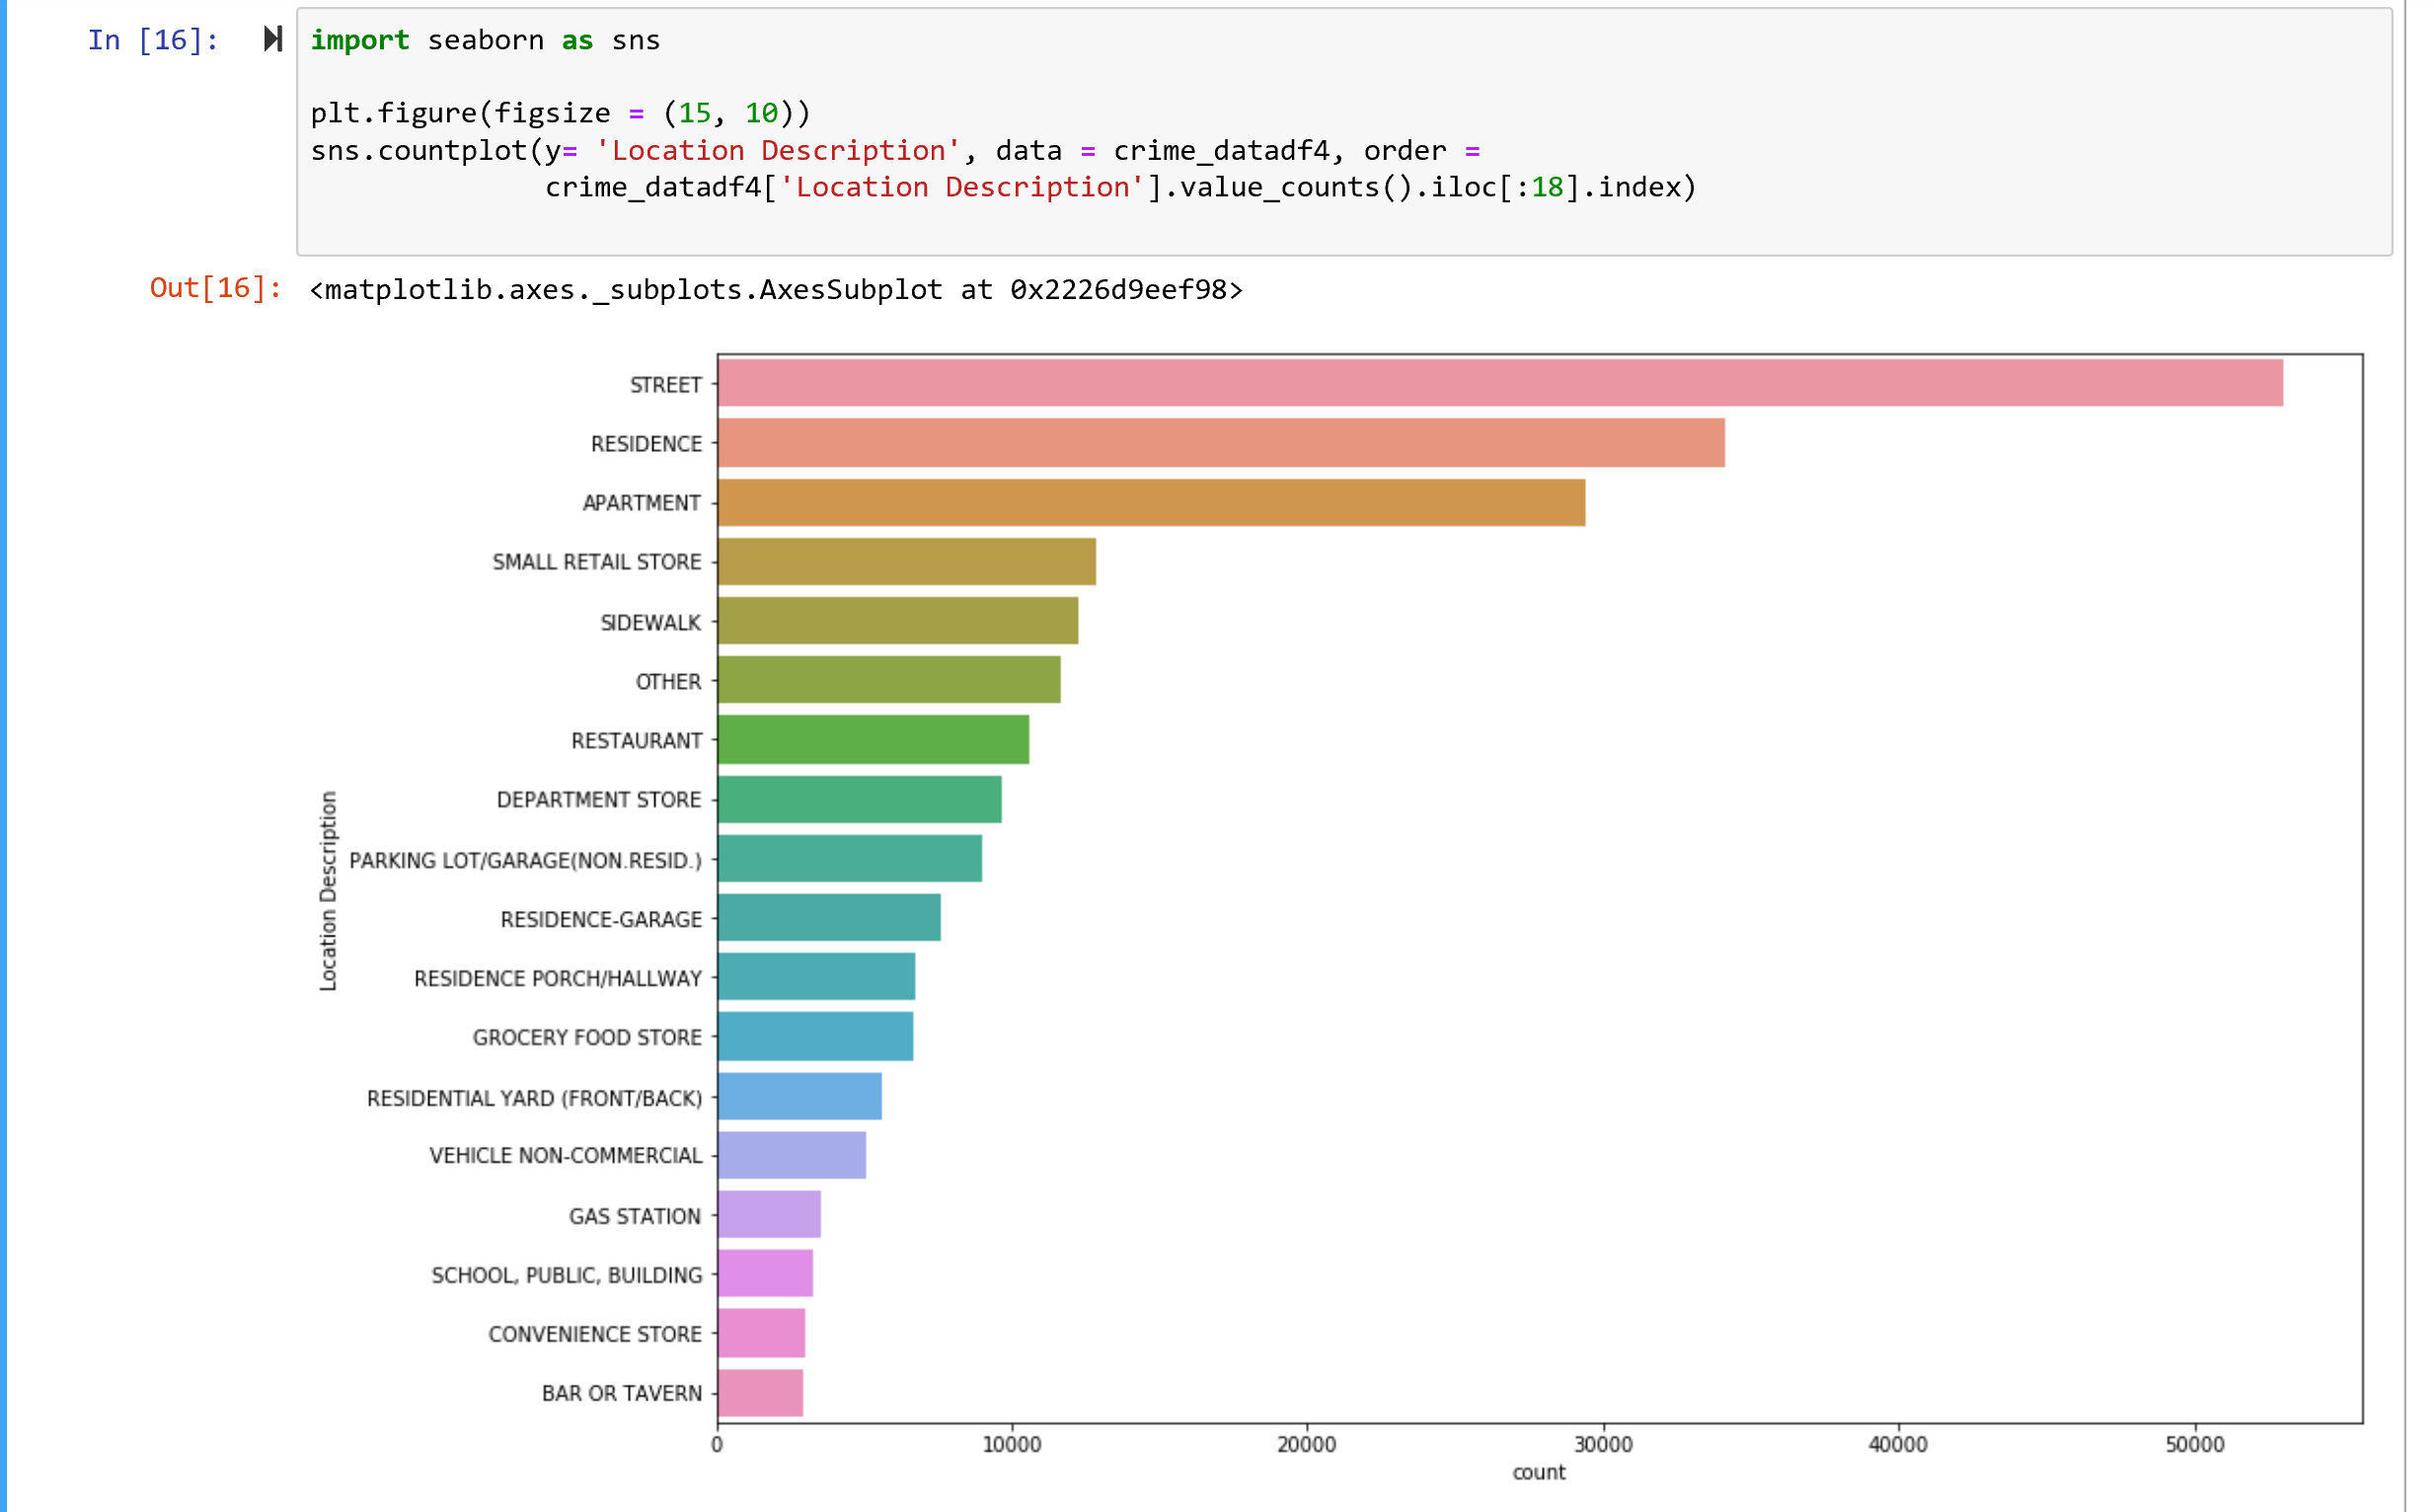 In [16]:
import seaborn as sns
plt.figure(figsize = (15, 10))
sns.countplot(y= 'Location Description', data = crime_datadf4, order =
crime_datadf4['Location Description'].value_counts().iloc[:18].index)
Out[16]: <matplotlib.axes._subplots.AxesSubplot at 0x2226d9eef98>
STREET
RESIDENCE
APARTMENT
SMALL RETAIL STORE
SIDEWALK
OTHER
RESTAURANT
DEPARTMENT STORE
PARKING LOT/GARAGE(NON.RESID.)
RESIDENCE-GARAGE
RESIDENCE PORCH/HALLWAY
GROCERY FOOD STORE
RESIDENTIAL YARD (FRONT/BACK)
VEHICLE NON-COMMERCIAL
GAS STATION
SCHOOL, PUBLIC, BUILDING
CONVENIENCE STORE
BAR OR TAVERN
Location Description
0 10000 20000 30000 40000 50000
count